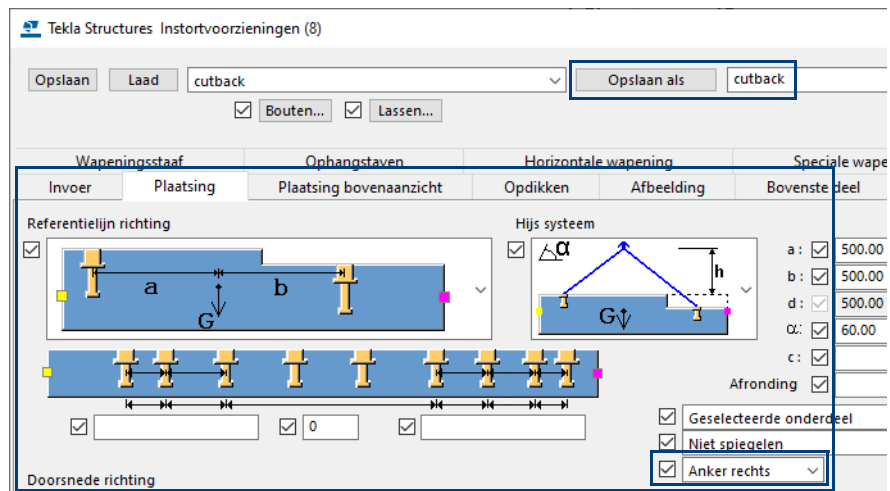 Tekla Structures Instortvoorzieningen (8)
Opslaan Laad cutback Opslaan als cutback
Bouten... Lassen...
Wapeningsstaaf Ophangstaven Horizontale wapening Speciale wape
Invoer Plaatsing Plaatsing bovenaanzicht Opdikken Afbeelding Bovenste deel
Referentielijn richting Hijs systeem
a b G
α h G
a : 500.00
b : 500.00
d : 500.00
α: 60.00
c :
Afronding
0
Geselecteerde onderdeel
Niet spiegelen
Anker rechts
Doorsnede richting